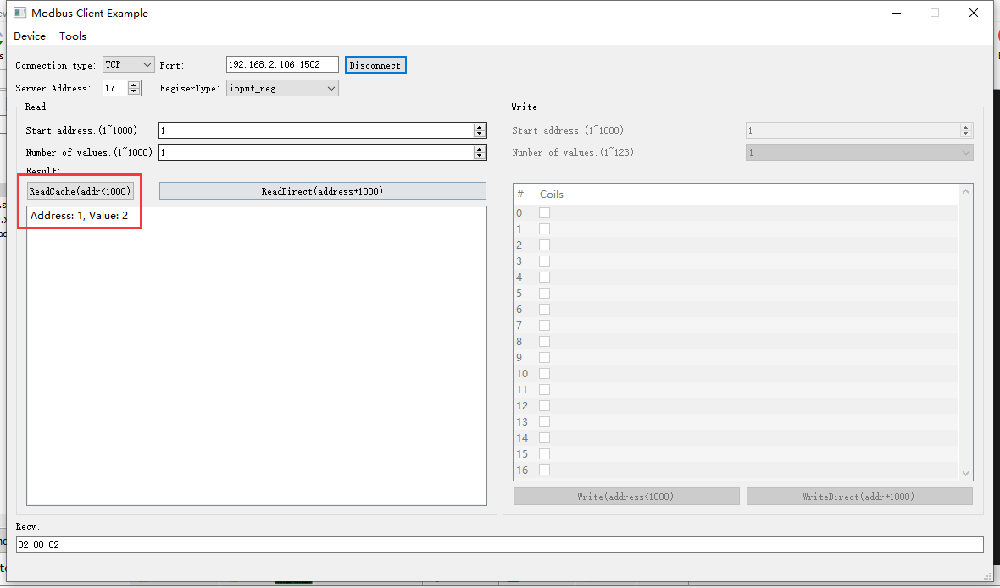 Modbus Client Example
Device Tools
Connection type: TCP Port: 192.168.2.106:1502 Disconnect
Server Address: 17 RegiserType: input_reg
Read
Start address:(1~1000) 1
Number of values:(1~1000) 1
Result:
ReadCache(addr<1000) ReadDirect(address+1000)
Address: 1, Value: 2
Write
Start address:(1~1000) 1
Number of values:(1~123) 1
# Coils
0
1
2
3
4
5
6
7
8
9
10
11
12
13
14
15
16
Write(address<1000) WriteDirect(addr+1000)
Recv:
02 00 02